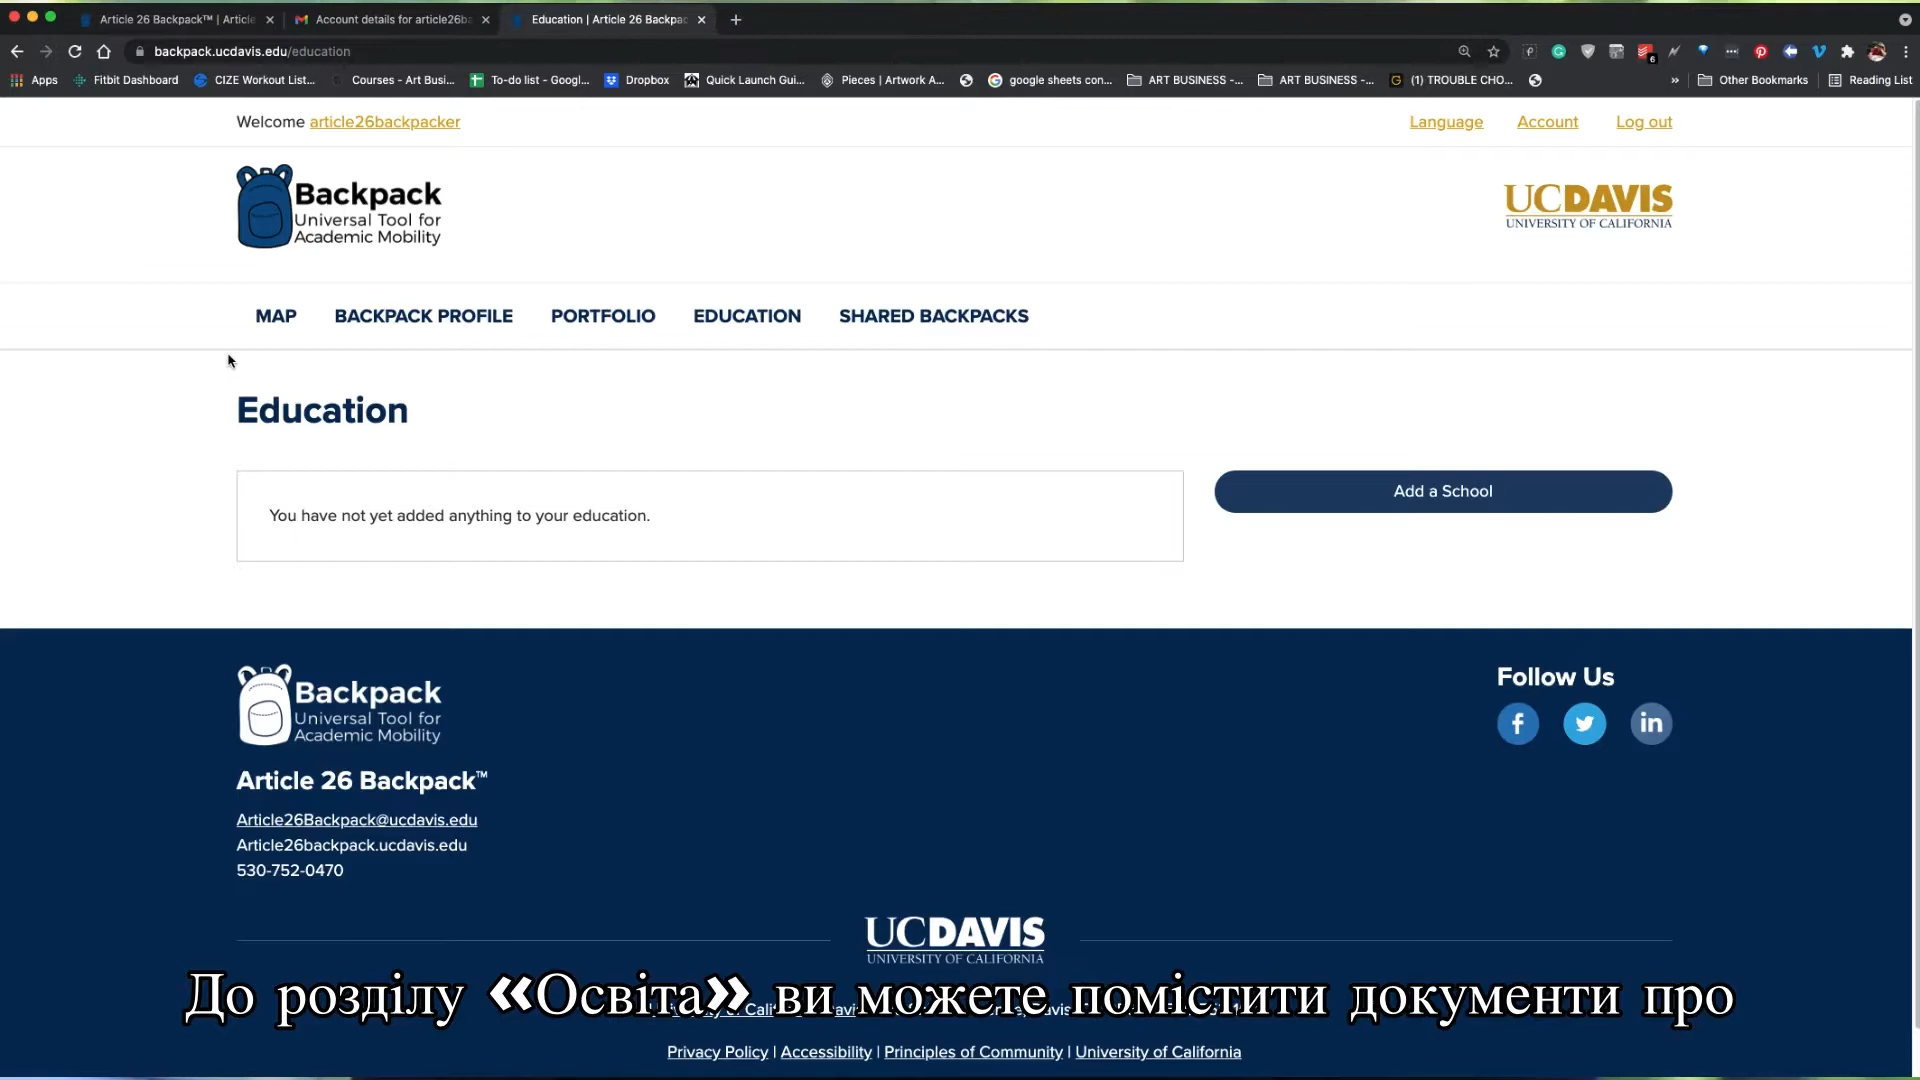 Article 26 Backpack™ | Article
Account details for article26ba
Education | Article 26 Backpac
backpack.ucdavis.edu/education
Apps
Fitbit Dashboard
CIZE Workout List...
Courses - Art Busi...
To-do list - Googl...
Dropbox
Quick Launch Gui...
Pieces | Artwork A...
google sheets con...
ART BUSINESS -...
ART BUSINESS -...
(1) TROUBLE CHO...
»
Other Bookmarks
Reading List
Welcome article26backpacker
Language
Account
Log out
Backpack
Universal Tool for
Academic Mobility
UCDAVIS
UNIVERSITY OF CALIFORNIA
MAP
BACKPACK PROFILE
PORTFOLIO
EDUCATION
SHARED BACKPACKS
Education
You have not yet added anything to your education.
Add a School
Backpack
Universal Tool for
Academic Mobility
Follow Us
Article 26 Backpack™
Article26Backpack@ucdavis.edu
Article26backpack.ucdavis.edu
530-752-0470
UCDAVIS
UNIVERSITY OF CALIFORNIA
До розділу «Освіта» ви можете помістити документи про
Privacy Policy | Accessibility | Principles of Community | University of California